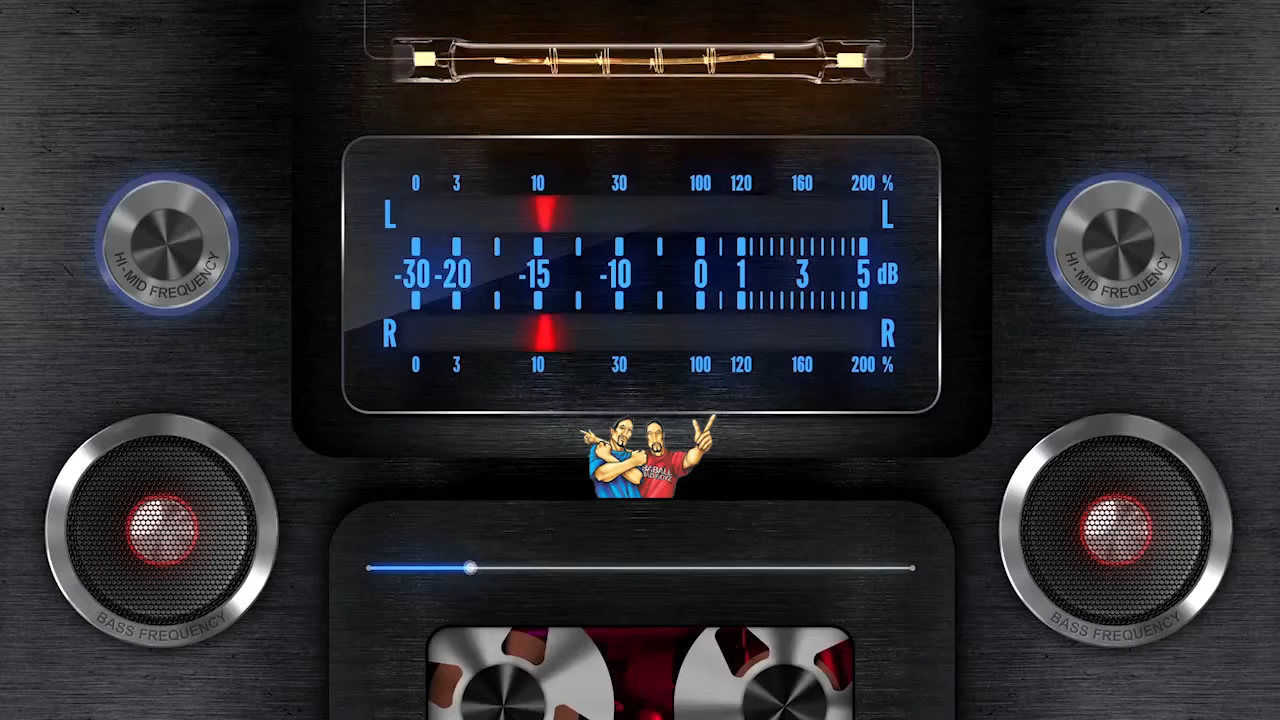 0 3 10 30 100 120 160 200 %
L L
-30 -20 -15 -10 0 1 3 5 dB
R R
0 3 10 30 100 120 160 200 %
HI-MID FREQUENCY
HI-MID FREQUENCY
BASS FREQUENCY
BASS FREQUENCY